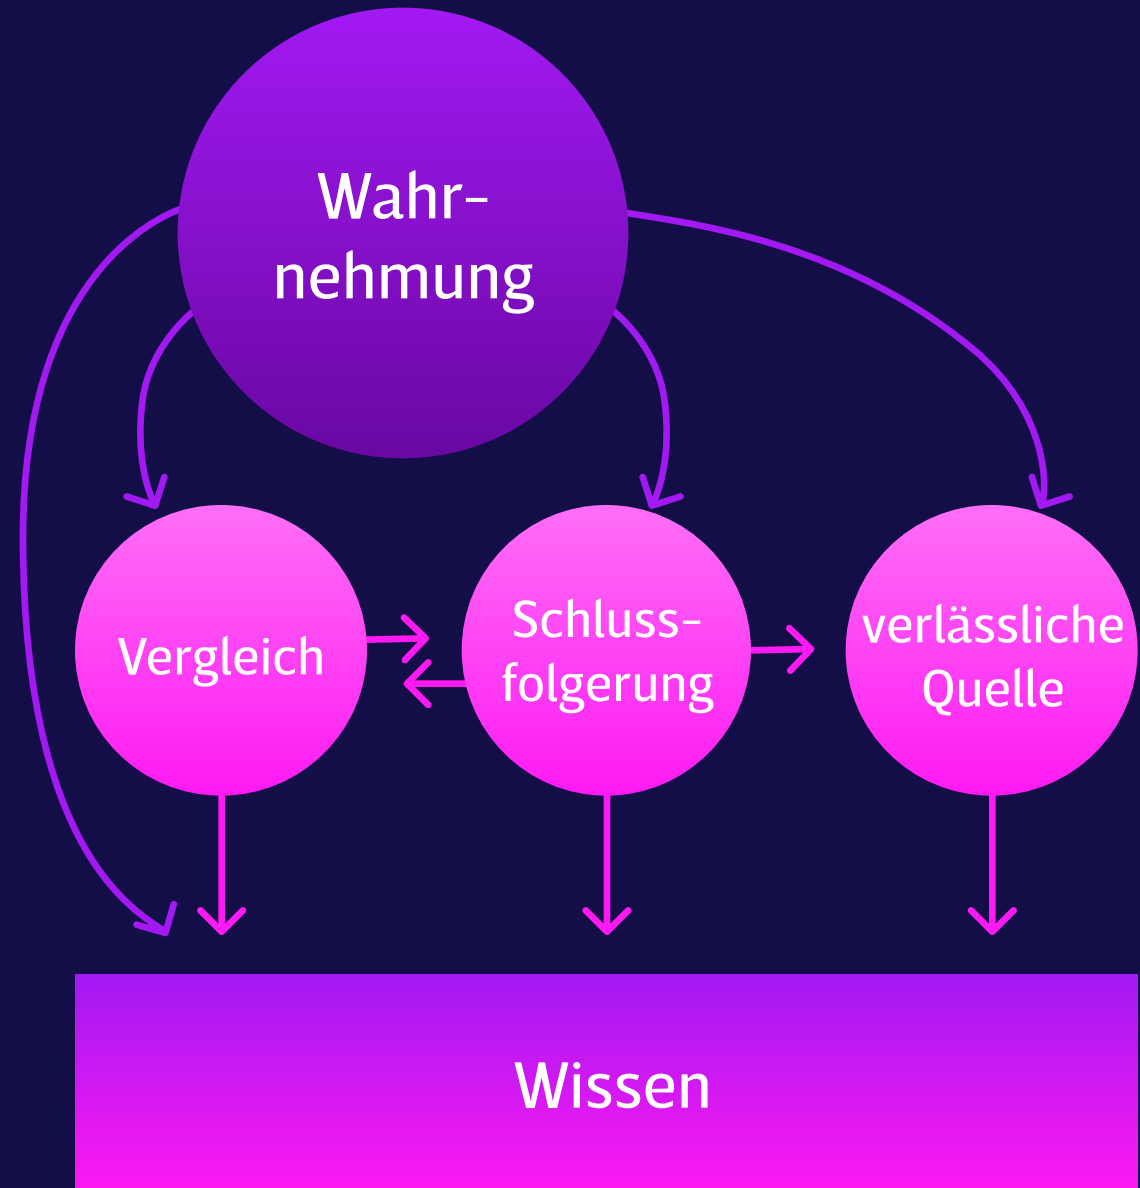 Wahr-
nehmung
Vergleich
Schluss-
folgerung
verlässliche
Quelle
Wissen